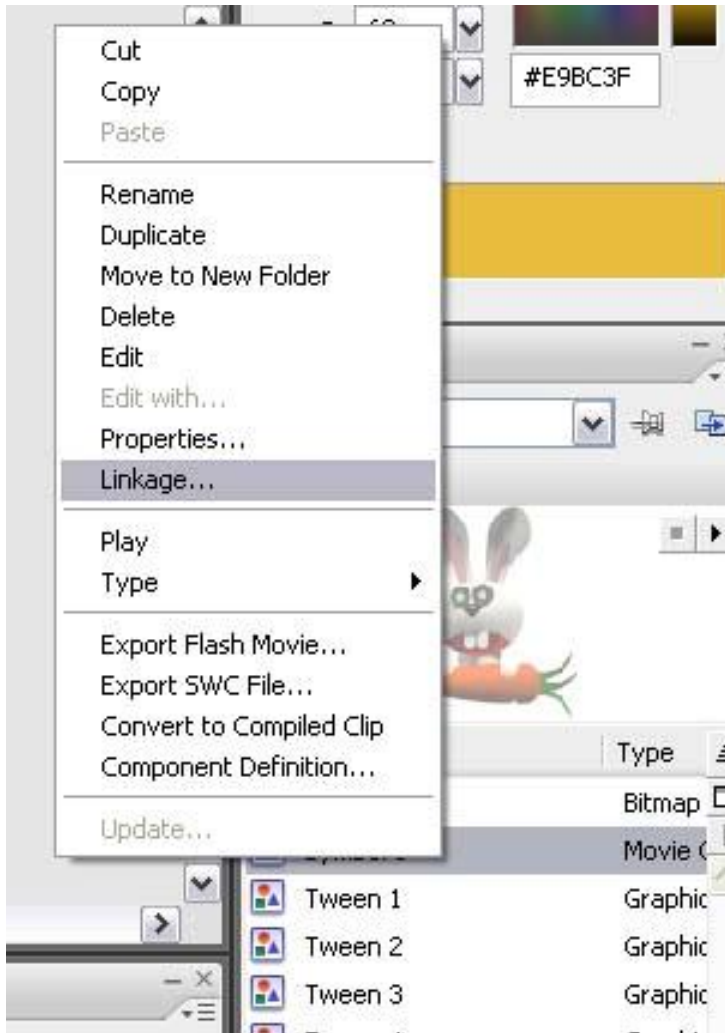 #E9BC3F
Cut
Copy
Paste
Rename
Duplicate
Move to New Folder
Delete
Edit
Edit with...
Properties...
Linkage...
Play
Type
Export Flash Movie...
Export SWC File...
Convert to Compiled Clip
Component Definition...
Update...
Type
Bitmap
Movie
Tween 1 Graphic
Tween 2 Graphic
Tween 3 Graphic